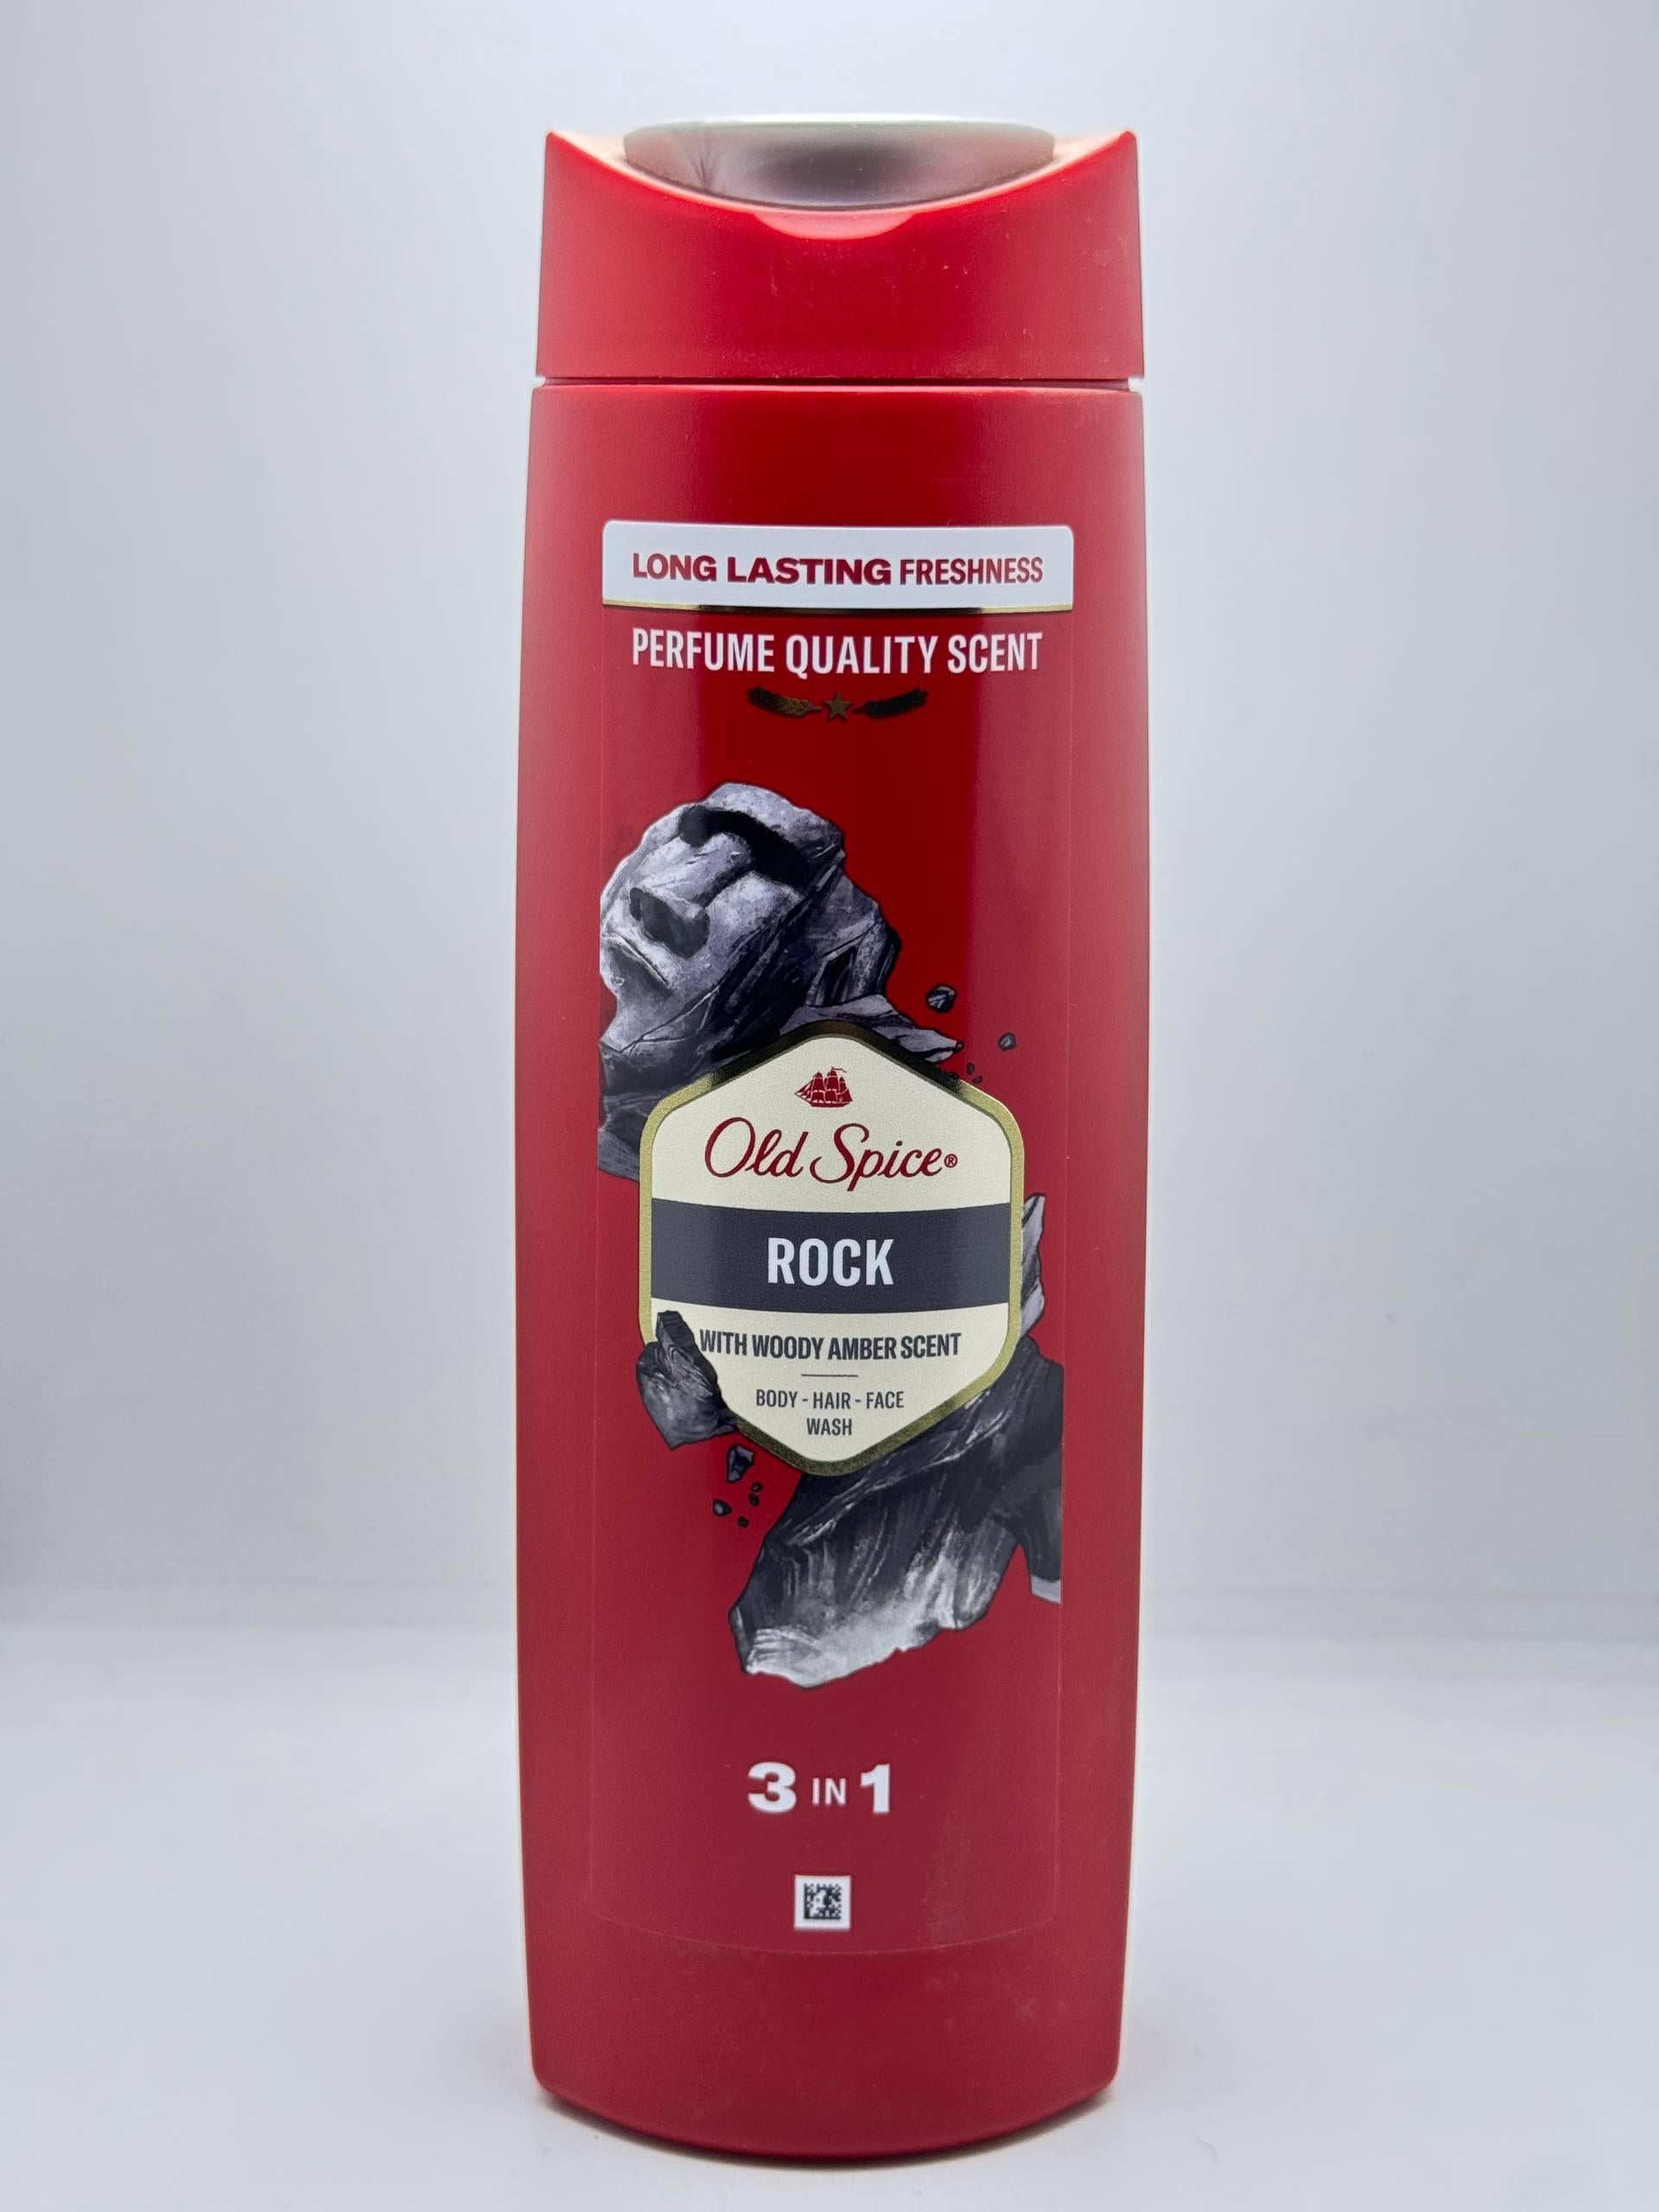 LONG LASTING FRESHNESS
PERFUME QUALITY SCENT
Old Spice®
ROCK
WITH WOODY AMBER SCENT
BODY - HAIR - FACE
WASH
3 IN 1